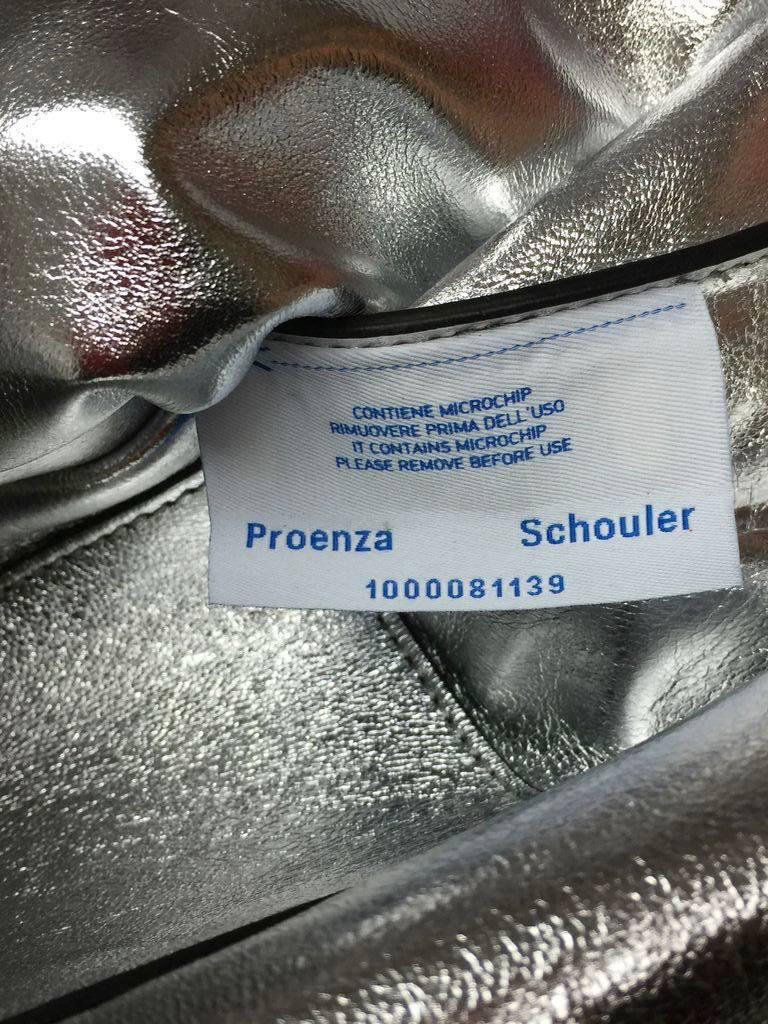 CONTIENE MICROCHIP
RIMUOVERE PRIMA DELL'USO
IT CONTAINS MICROCHIP
PLEASE REMOVE BEFORE USE
Proenza Schouler
1000081139